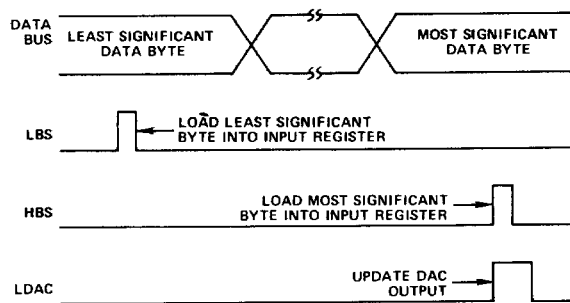 DATA
BUS
LEAST SIGNIFICANT
DATA BYTE
MOST SIGNIFICANT
DATA BYTE
LBS
LOAD LEAST SIGNIFICANT
BYTE INTO INPUT REGISTER
HBS
LOAD MOST SIGNIFICANT
BYTE INTO INPUT REGISTER
LDAC
UPDATE DAC
OUTPUT